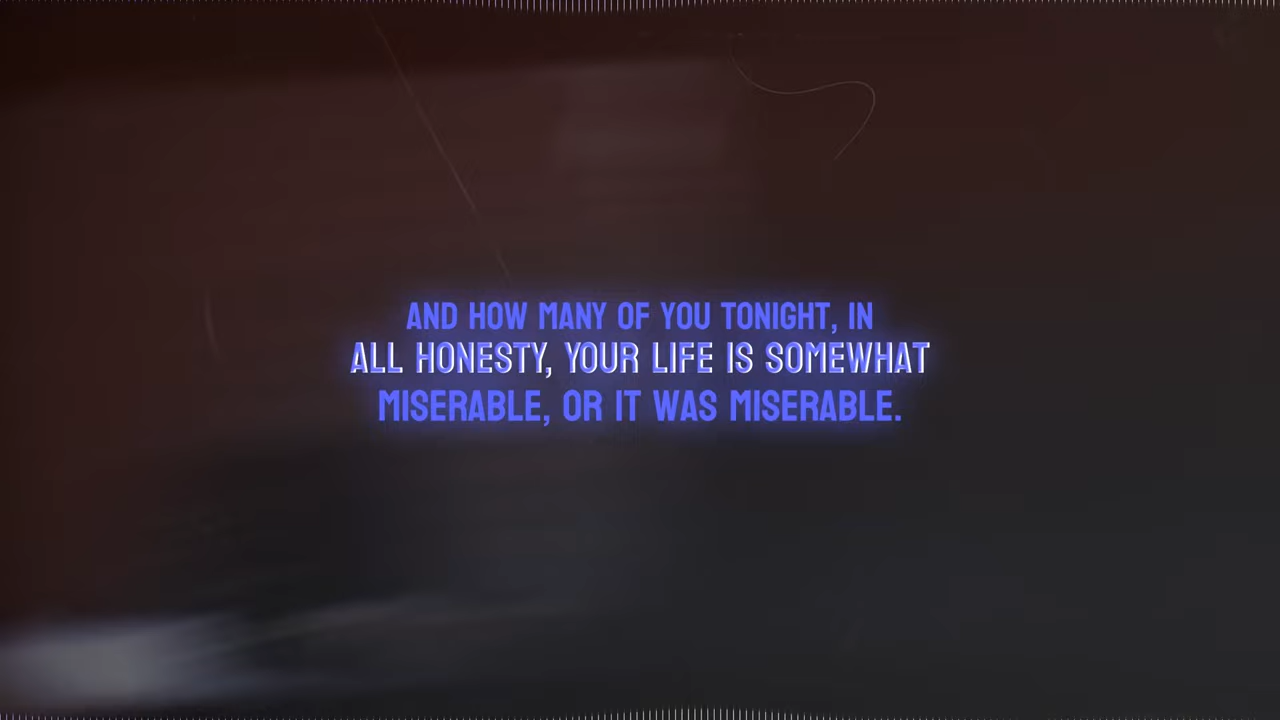 AND HOW MANY OF YOU TONIGHT, IN
ALL HONESTY, YOUR LIFE IS SOMEWHAT
MISERABLE, OR IT WAS MISERABLE.